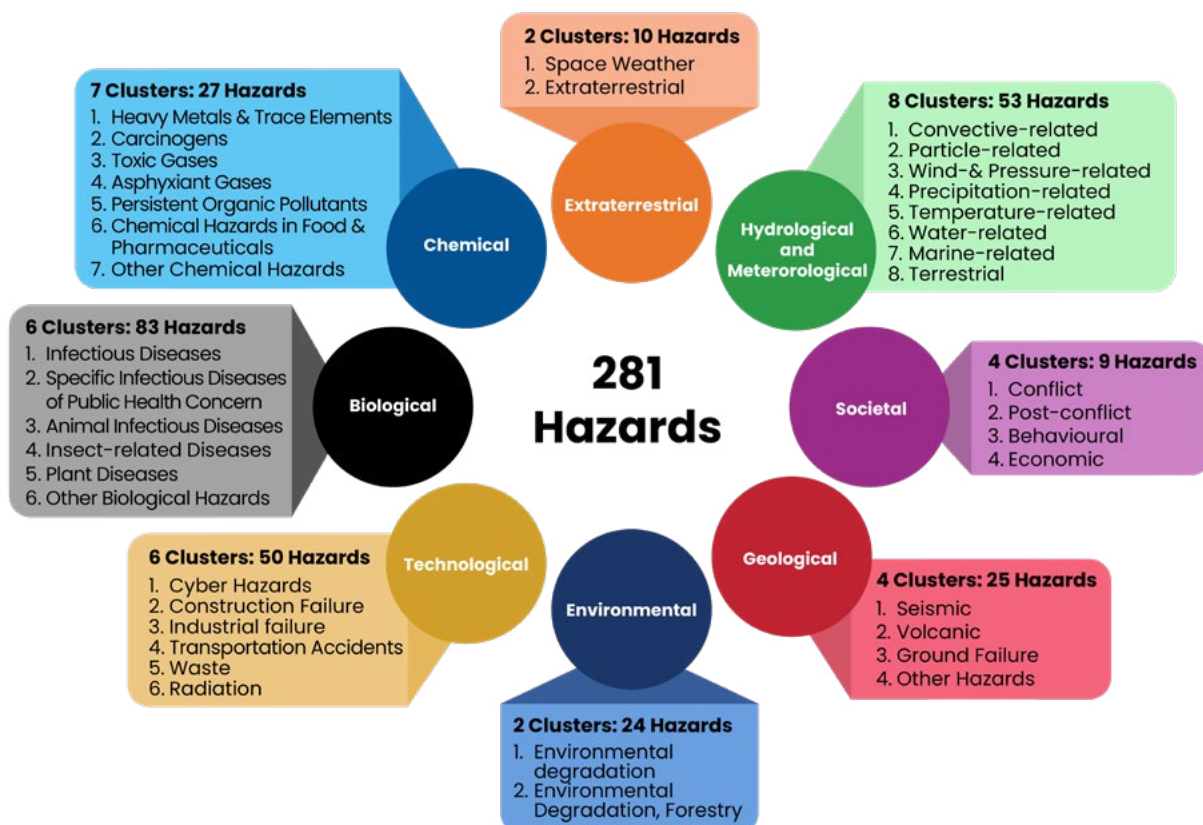 2 Clusters: 10 Hazards
1. Space Weather
2. Extraterrestrial
Extraterrestrial
8 Clusters: 53 Hazards
1. Convective-related
2. Particle-related
3. Wind-& Pressure-related
4. Precipitation-related
5. Temperature-related
6. Water-related
7. Marine-related
8. Terrestrial
Hydrological
and
Meterorological
4 Clusters: 9 Hazards
1. Conflict
2. Post-conflict
3. Behavioural
4. Economic
Societal
4 Clusters: 25 Hazards
1. Seismic
2. Volcanic
3. Ground Failure
4. Other Hazards
Geological
2 Clusters: 24 Hazards
1. Environmental
degradation
2. Environmental
Degradation, Forestry
Environmental
6 Clusters: 50 Hazards
1. Cyber Hazards
2. Construction Failure
3. Industrial failure
4. Transportation Accidents
5. Waste
6. Radiation
Technological
6 Clusters: 83 Hazards
1. Infectious Diseases
2. Specific Infectious Diseases
of Public Health Concern
3. Animal Infectious Diseases
4. Insect-related Diseases
5. Plant Diseases
6. Other Biological Hazards
Biological
7 Clusters: 27 Hazards
1. Heavy Metals & Trace Elements
2. Carcinogens
3. Toxic Gases
4. Asphyxiant Gases
5. Persistent Organic Pollutants
6. Chemical Hazards in Food &
Pharmaceuticals
7. Other Chemical Hazards
Chemical
281
Hazards